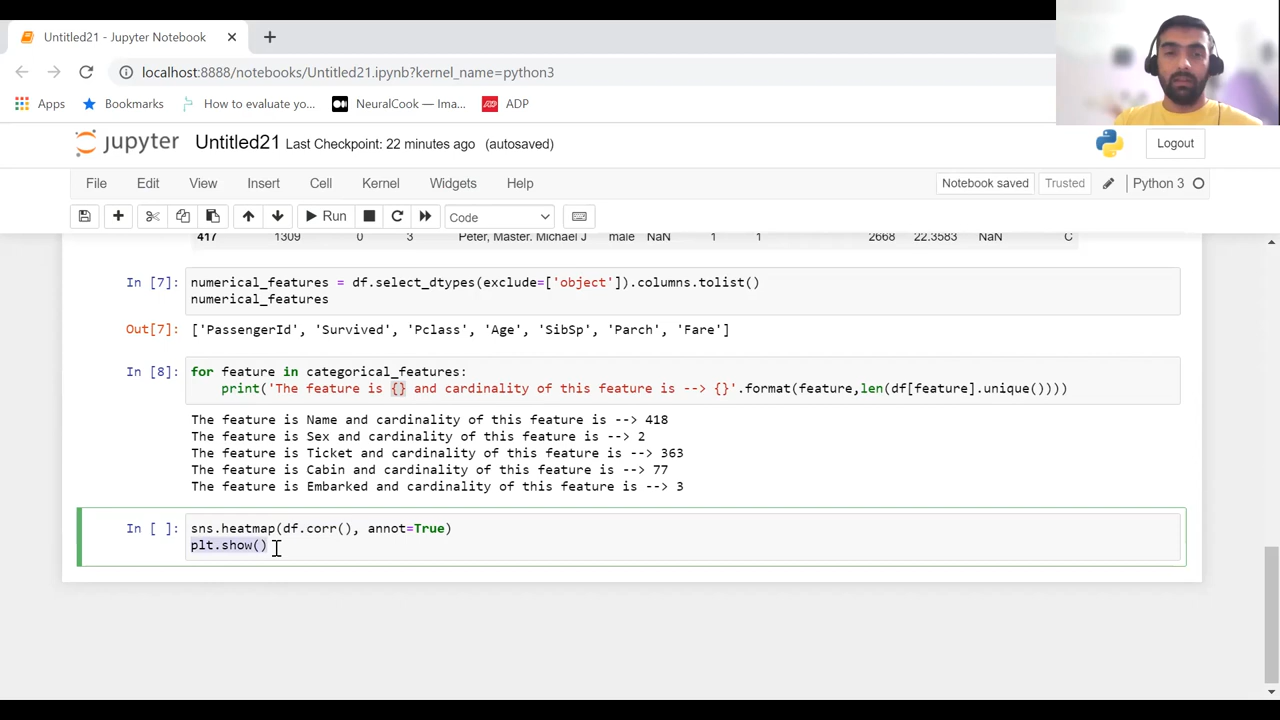 Untitled21 - Jupyter Notebook
localhost:8888/notebooks/Untitled21.ipynb?kernel_name=python3
Apps Bookmarks How to evaluate yo... NeuralCook — Ima... ADP
jupyter Untitled21 Last Checkpoint: 22 minutes ago (autosaved) Logout
File Edit View Insert Cell Kernel Widgets Help Notebook saved Trusted Python 3
Run Code
417 1309 0 3 Peter, Master. Michael J male NaN 1 1 2668 22.3583 NaN C
In [7]: numerical_features = df.select_dtypes(exclude=['object']).columns.tolist()
numerical_features
Out[7]: ['PassengerId', 'Survived', 'Pclass', 'Age', 'SibSp', 'Parch', 'Fare']
In [8]: for feature in categorical_features:
print('The feature is {} and cardinality of this feature is --> {}'.format(feature,len(df[feature].unique())))
The feature is Name and cardinality of this feature is --> 418
The feature is Sex and cardinality of this feature is --> 2
The feature is Ticket and cardinality of this feature is --> 363
The feature is Cabin and cardinality of this feature is --> 77
The feature is Embarked and cardinality of this feature is --> 3
In [ ]: sns.heatmap(df.corr(), annot=True)
plt.show()